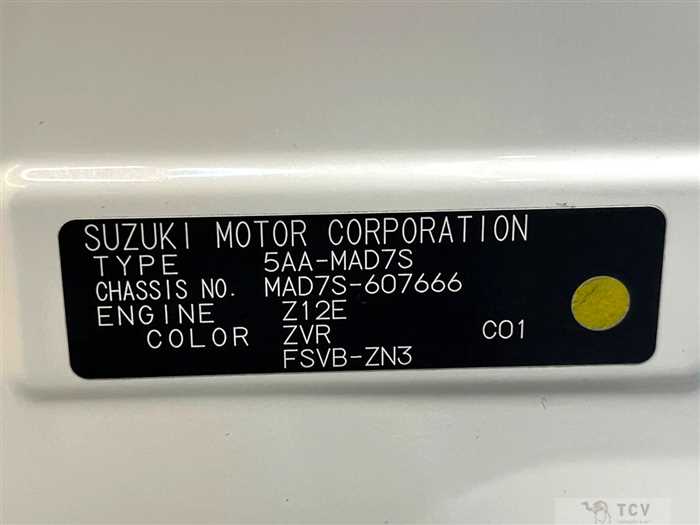 SUZUKI MOTOR CORPORATION
TYPE 5AA-MAD7S
CHASSIS NO. MAD7S-607666
ENGINE Z12E
COLOR ZVR C01
FSVB-ZN3
TCV